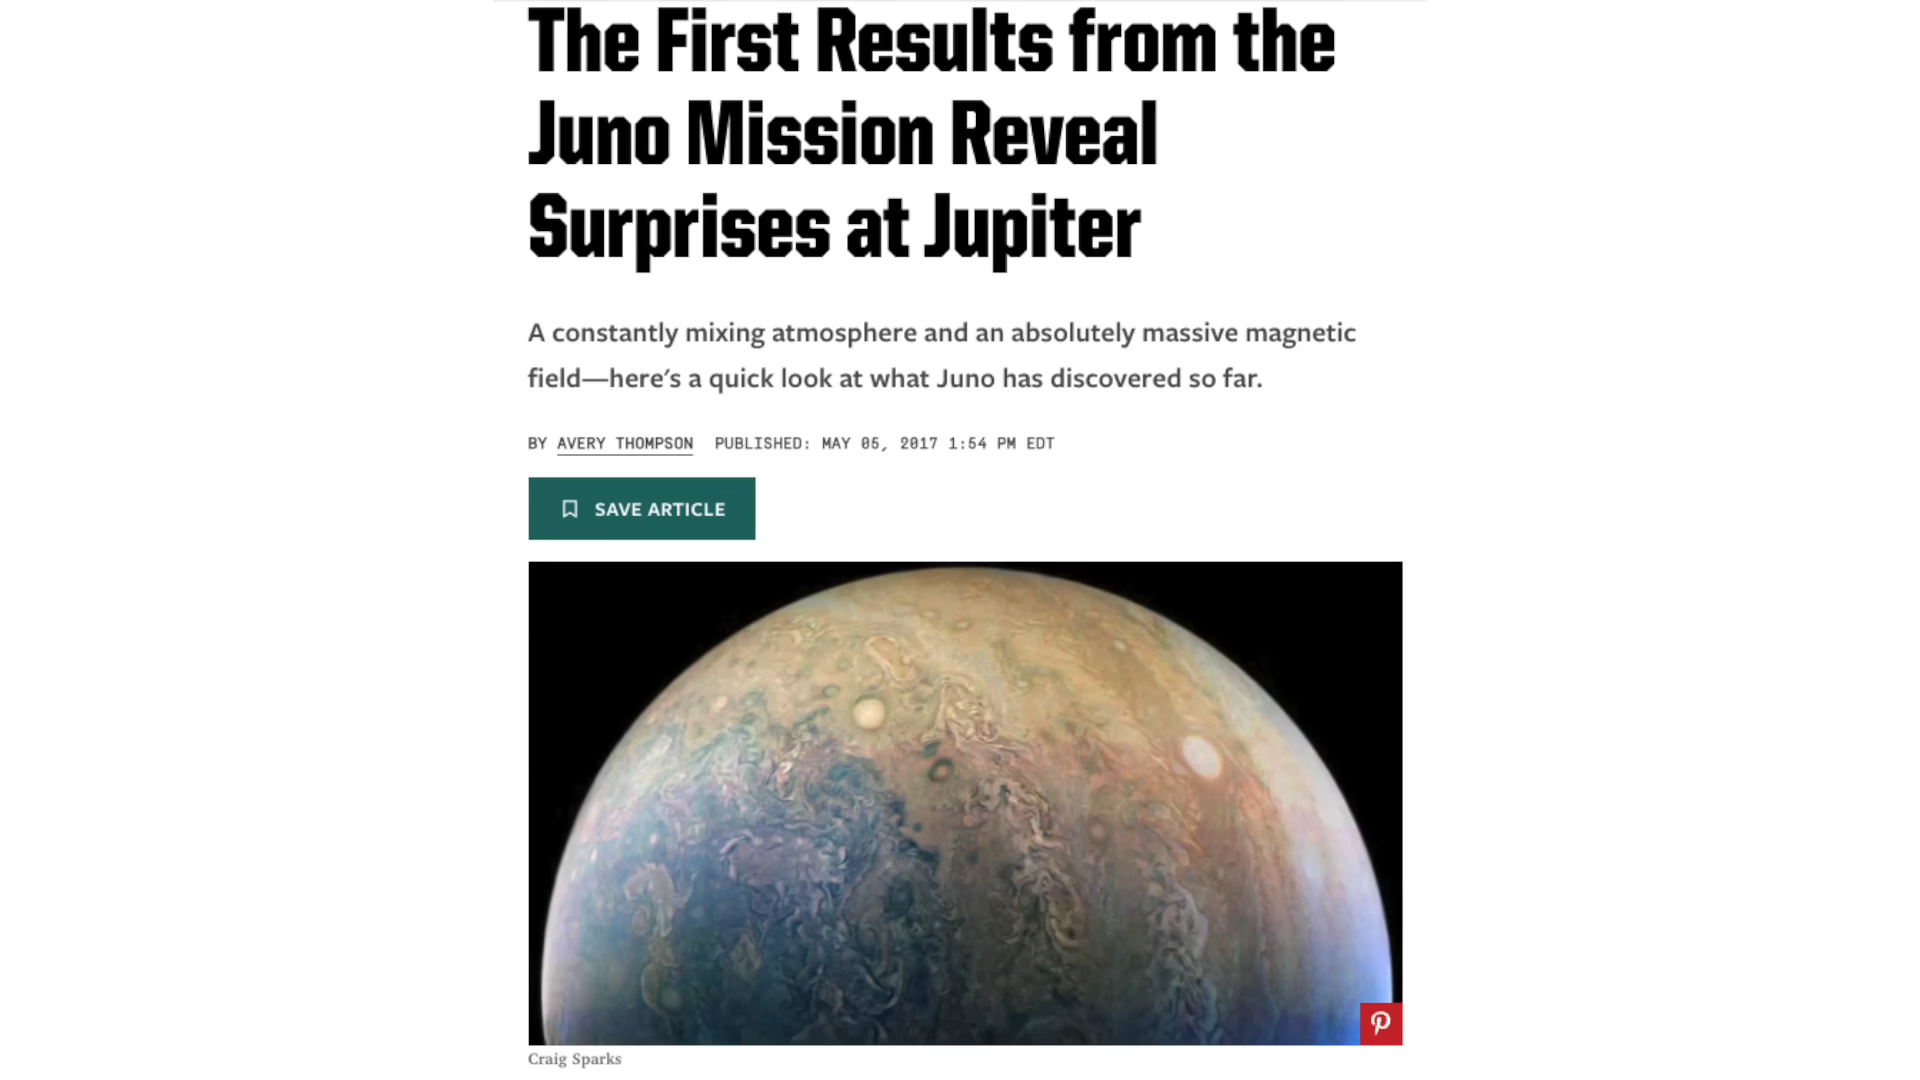 The First Results from the
Juno Mission Reveal
Surprises at Jupiter
A constantly mixing atmosphere and an absolutely massive magnetic
field—here's a quick look at what Juno has discovered so far.
BY AVERY THOMPSON PUBLISHED: MAY 05, 2017 1:54 PM EDT
SAVE ARTICLE
Craig Sparks